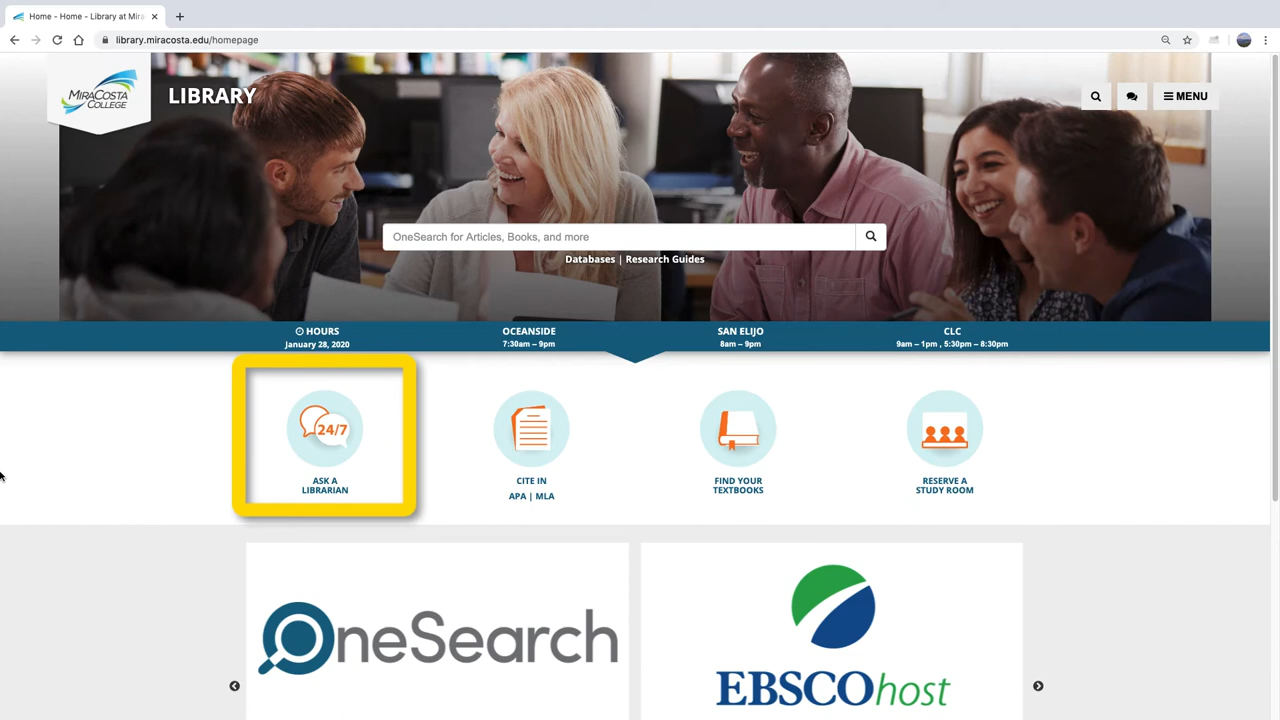 Home - Home - Library at Mira
library.miracosta.edu/homepage
MIRACOSTA
COLLEGE
LIBRARY
MENU
OneSearch for Articles, Books, and more
Databases | Research Guides
HOURS
January 28, 2020
OCEANSIDE
7:30am – 9pm
SAN ELIJO
8am – 9pm
CLC
9am – 1pm , 5:30pm – 8:30pm
24/7
ASK A
LIBRARIAN
CITE IN
APA | MLA
FIND YOUR
TEXTBOOKS
RESERVE A
STUDY ROOM
OneSearch
EBSCOhost